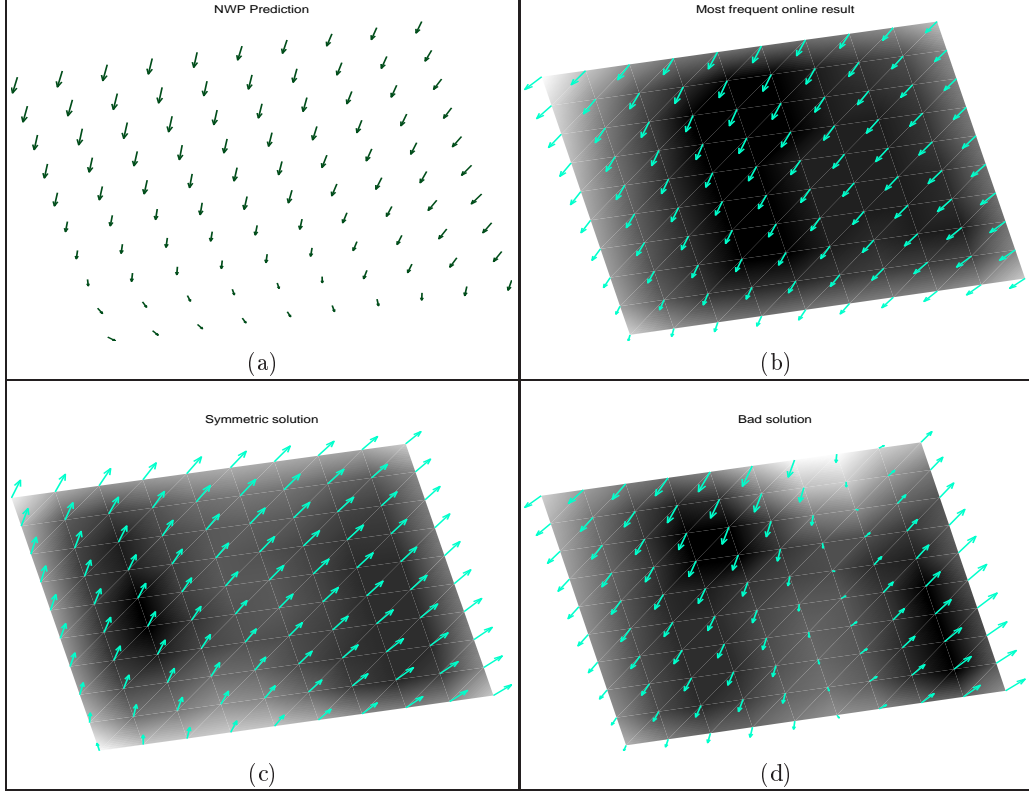 NWP Prediction
Most frequent online result
(a)
(b)
Symmetric solution
Bad solution
(c)
(d)